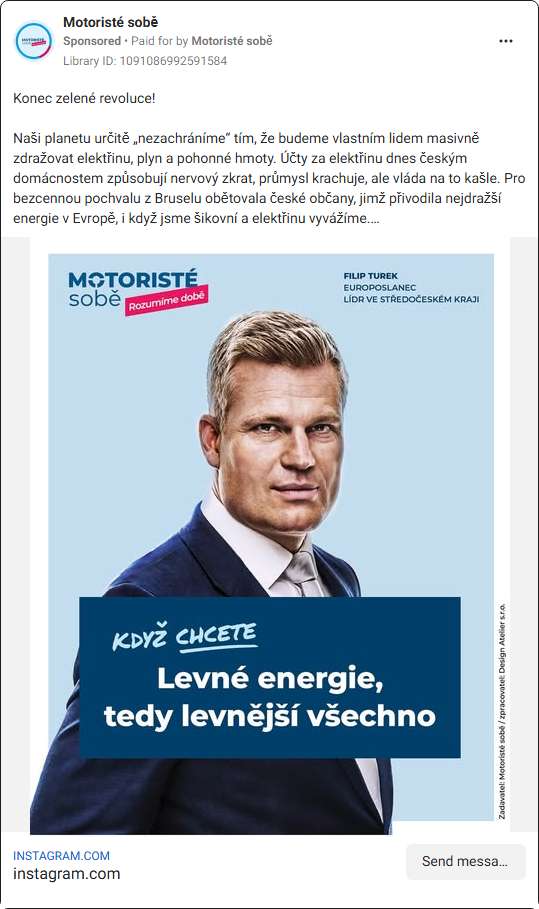 Motoristé sobě
Sponsored • Paid for by Motoristé sobě
Library ID: 1091086992591584
Konec zelené revoluce!
Naši planetu určitě „nezachráníme“ tím, že budeme vlastním lidem masivně
zdražovat elektřinu, plyn a pohonné hmoty. Účty za elektřinu dnes českým
domácnostem způsobují nervový zkrat, průmysl krachuje, ale vláda na to kašle. Pro
bezcennou pochvalu z Bruselu obětovala české občany, jimž přivodila nejdražší
energie v Evropě, i když jsme šikovní a elektřinu vyvážíme....
MOTORISTÉ
sobě
Rozumíme době
FILIP TUREK
EUROPOSLANEC
LÍDR VE STŘEDOČESKÉM KRAJI
KDYŽ CHCETE
Levné energie,
tedy levnější všechno
Zadavatel: Motoristé sobě / zpracovatel: Design Atelier s.r.o.
INSTAGRAM.COM
instagram.com
Send messa...